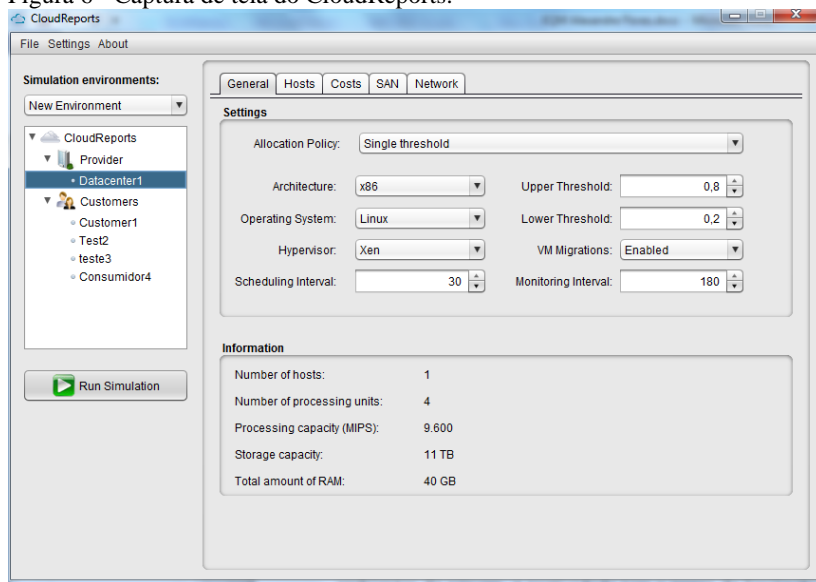 Figura 6 - Captura de tela do CloudReports.
CloudReports
File Settings About
Simulation environments:
New Environment
CloudReports
Provider
Datacenter1
Customers
Customer1
Test2
teste3
Consumidor4
Run Simulation
General Hosts Costs SAN Network
Settings
Allocation Policy: Single threshold
Architecture: x86 Upper Threshold: 0,8
Operating System: Linux Lower Threshold: 0,2
Hypervisor: Xen VM Migrations: Enabled
Scheduling Interval: 30 Monitoring Interval: 180
Information
Number of hosts: 1
Number of processing units: 4
Processing capacity (MIPS): 9.600
Storage capacity: 11 TB
Total amount of RAM: 40 GB